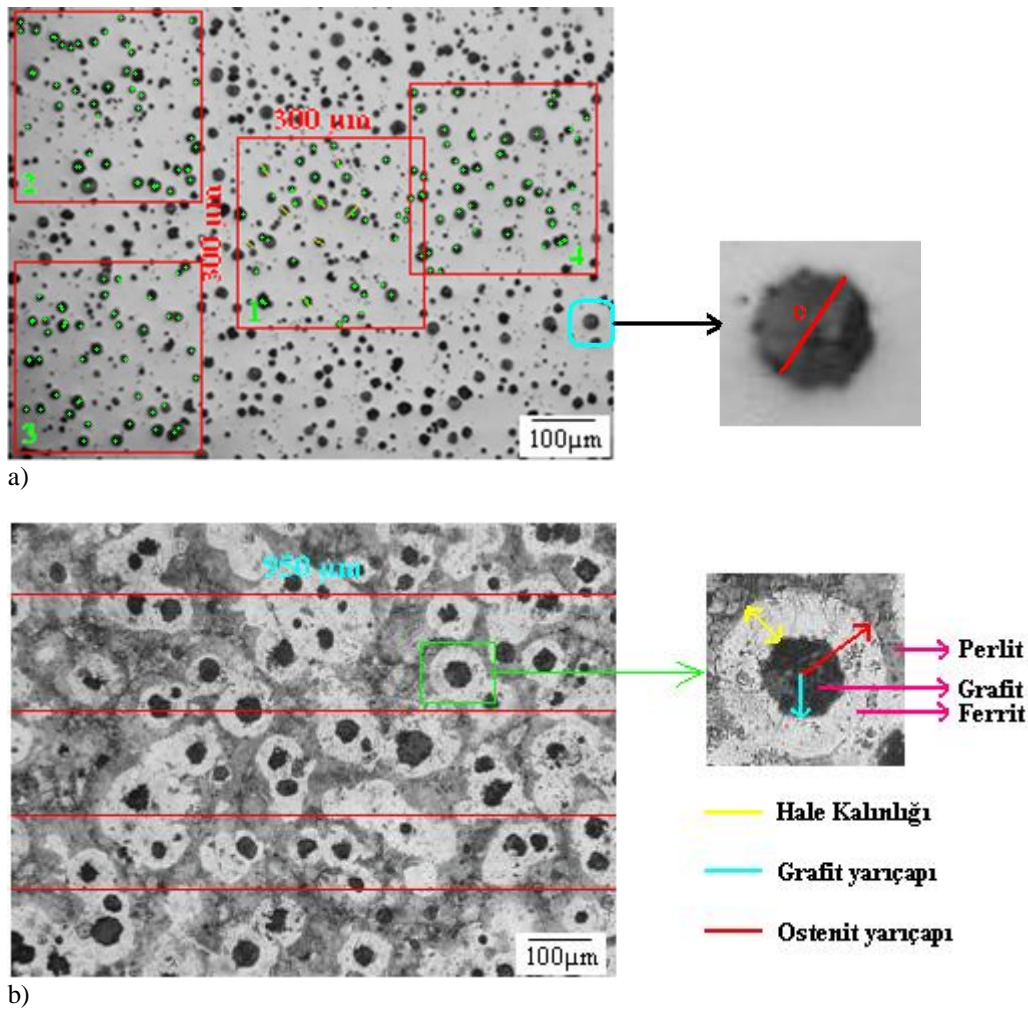 300 µm
300 µm
2
4
1
3
D
100µm
a)
950 µm
Perlit
Grafit
Ferrit
Hale Kalınlığı
Grafit yarıçapı
Ostenit yarıçapı
100µm
b)